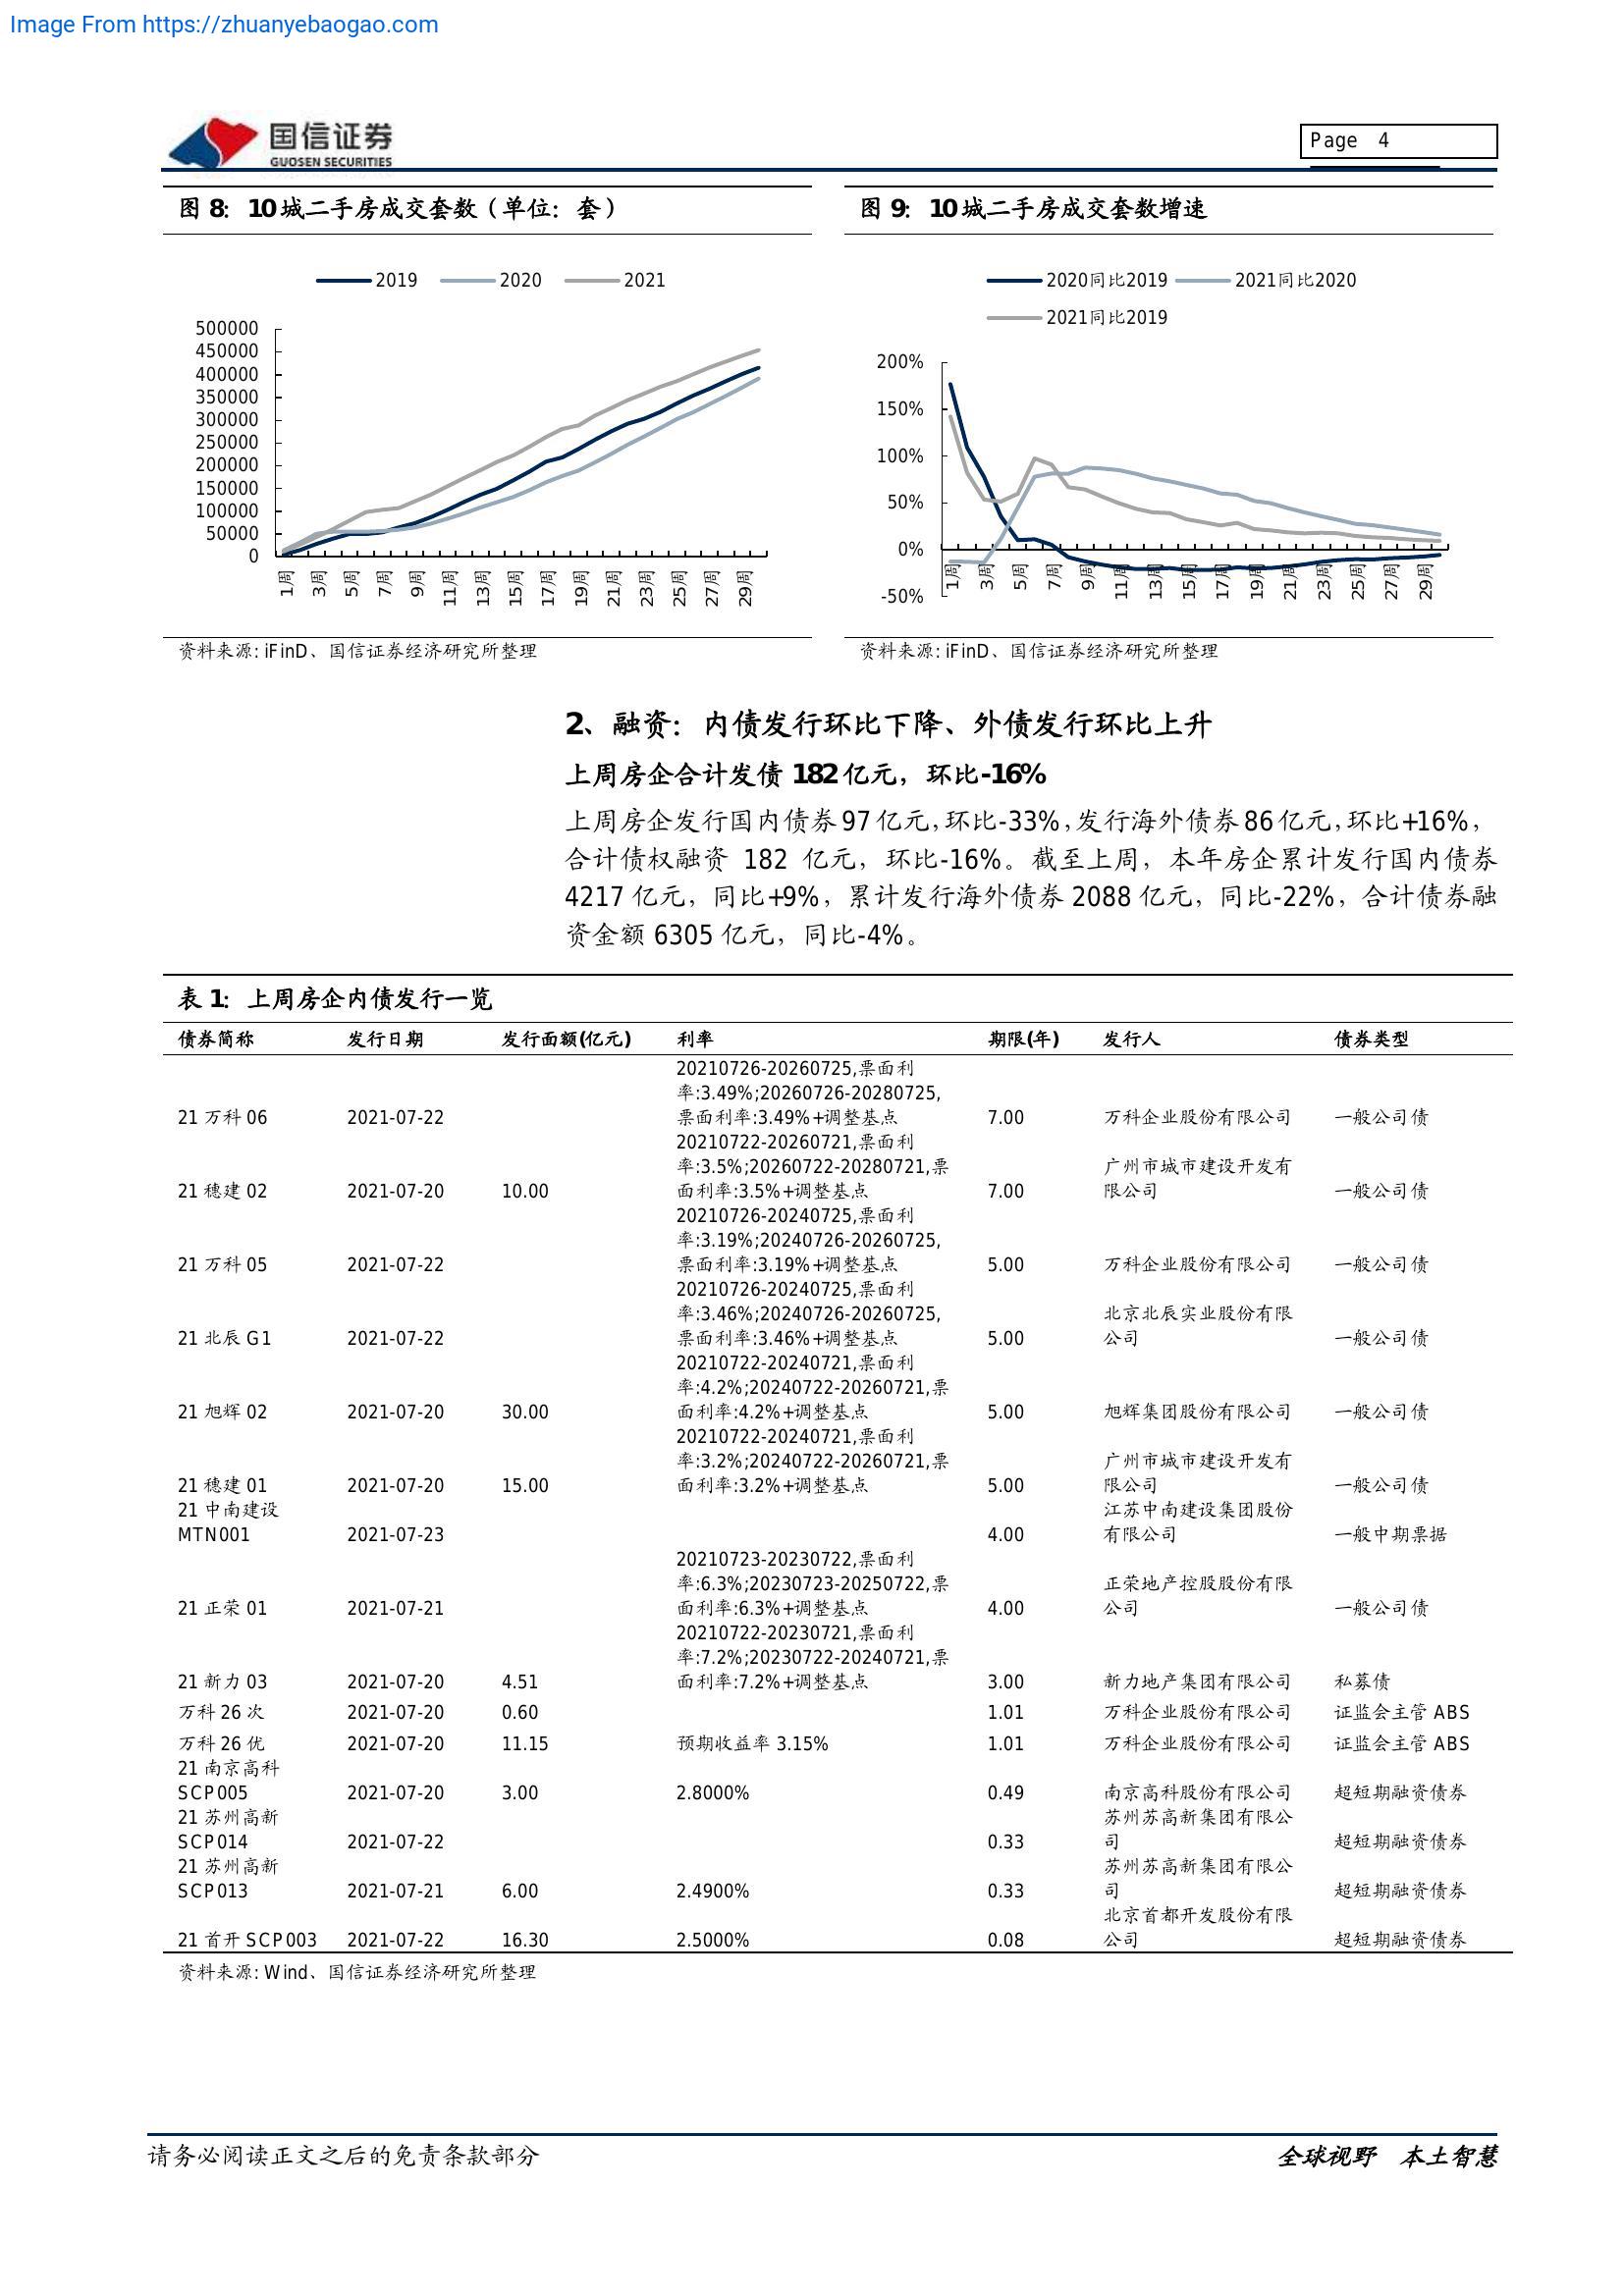 Image From https://zhuanyebaogao.com
国信证券
GUOSEN SECURITIES
Page 4
图 8：10 城二手房成交套数（单位：套）
2019 2020 2021
500000
450000
400000
350000
300000
250000
200000
150000
100000
50000
0
1周 3周 5周 7周 9周 11周 13周 15周 17周 19周 21周 23周 25周 27周 29周
资料来源: iFinD、国信证券经济研究所整理
图 9：10 城二手房成交套数增速
2020同比2019 2021同比2020
2021同比2019
200%
150%
100%
50%
0%
-50%
1周 3周 5周 7周 9周 11周 13周 15周 17周 19周 21周 23周 25周 27周 29周
资料来源: iFinD、国信证券经济研究所整理
2、融资：内债发行环比下降、外债发行环比上升
上周房企合计发债 182 亿元，环比-16%
上周房企发行国内债券 97 亿元，环比-33%，发行海外债券 86 亿元，环比+16%，
合计债权融资 182 亿元，环比-16%。截至上周，本年房企累计发行国内债券
4217 亿元，同比+9%，累计发行海外债券 2088 亿元，同比-22%，合计债券融
资金额 6305 亿元，同比-4%。
表 1：上周房企内债发行一览
债券简称 发行日期 发行面额(亿元) 利率 期限(年) 发行人 债券类型
20210726-20260725,票面利
率:3.49%;20260726-20280725,
21 万科 06 2021-07-22 票面利率:3.49%+调整基点 7.00 万科企业股份有限公司 一般公司债
20210722-20260721,票面利
率:3.5%;20260722-20280721,票 广州市城市建设开发有
21 穗建 02 2021-07-20 10.00 面利率:3.5%+调整基点 7.00 限公司 一般公司债
20210726-20240725,票面利
率:3.19%;20240726-20260725,
21 万科 05 2021-07-22 票面利率:3.19%+调整基点 5.00 万科企业股份有限公司 一般公司债
20210726-20240725,票面利
率:3.46%;20240726-20260725, 北京北辰实业股份有限
21 北辰 G1 2021-07-22 票面利率:3.46%+调整基点 5.00 公司 一般公司债
20210722-20240721,票面利
率:4.2%;20240722-20260721,票
21 旭辉 02 2021-07-20 30.00 面利率:4.2%+调整基点 5.00 旭辉集团股份有限公司 一般公司债
20210722-20240721,票面利
率:3.2%;20240722-20260721,票 广州市城市建设开发有
21 穗建 01 2021-07-20 15.00 面利率:3.2%+调整基点 5.00 限公司 一般公司债
21 中南建设 江苏中南建设集团股份
MTN001 2021-07-23 4.00 有限公司 一般中期票据
20210723-20230722,票面利
率:6.3%;20230723-20250722,票 正荣地产控股股份有限
21 正荣 01 2021-07-21 面利率:6.3%+调整基点 4.00 公司 一般公司债
20210722-20230721,票面利
率:7.2%;20230722-20240721,票
21 新力 03 2021-07-20 4.51 面利率:7.2%+调整基点 3.00 新力地产集团有限公司 私募债
万科 26 次 2021-07-20 0.60 1.01 万科企业股份有限公司 证监会主管 ABS
万科 26 优 2021-07-20 11.15 预期收益率 3.15% 1.01 万科企业股份有限公司 证监会主管 ABS
21 南京高科
SCP005 2021-07-20 3.00 2.8000% 0.49 南京高科股份有限公司 超短期融资债券
21 苏州高新 苏州苏高新集团有限公
SCP014 2021-07-22 0.33 司 超短期融资债券
21 苏州高新 苏州苏高新集团有限公
SCP013 2021-07-21 6.00 2.4900% 0.33 司 超短期融资债券
北京首都开发股份有限
21 首开 SCP003 2021-07-22 16.30 2.5000% 0.08 公司 超短期融资债券
资料来源: Wind、国信证券经济研究所整理
请务必阅读正文之后的免责条款部分 全球视野 本土智慧